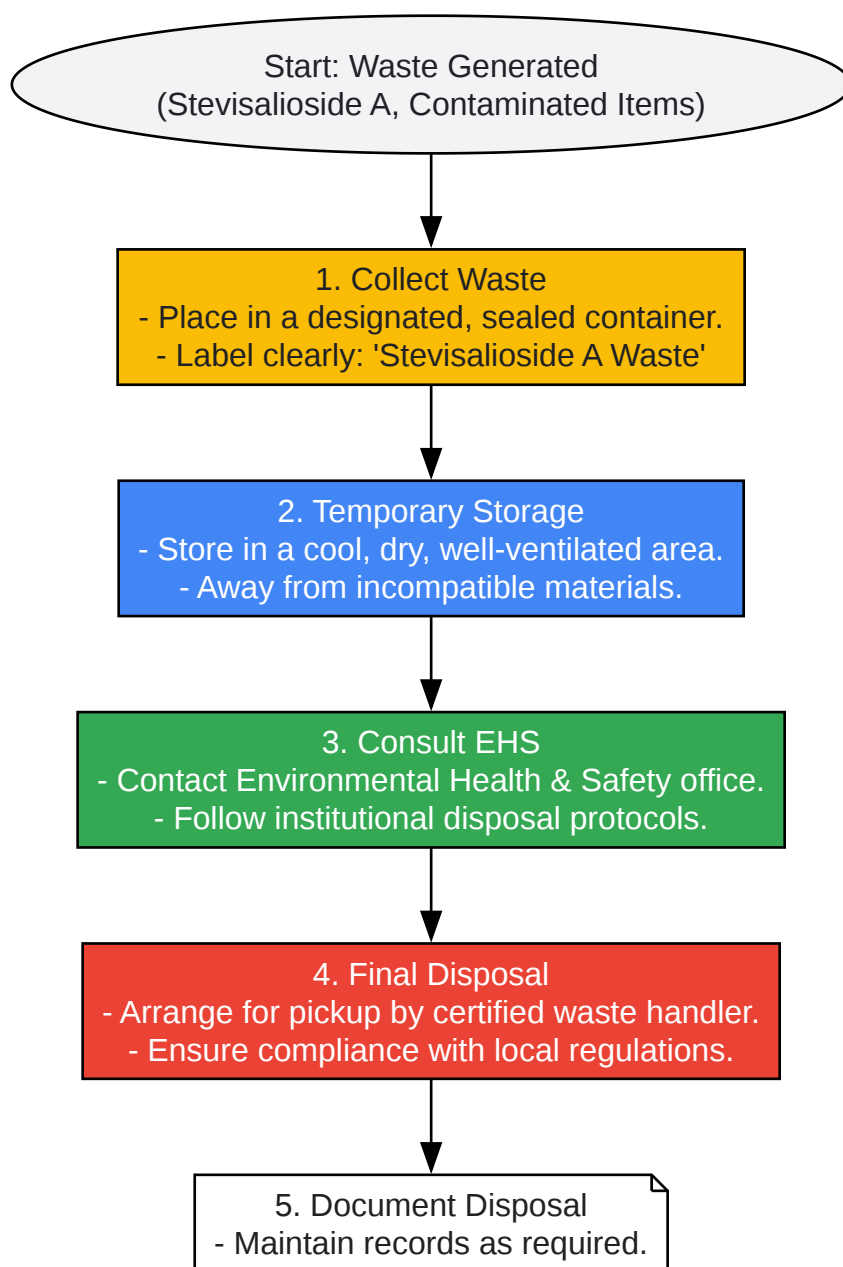 Start: Waste Generated
(Stevisalioside A, Contaminated Items)
1. Collect Waste
- Place in a designated, sealed container.
- Label clearly: 'Stevisalioside A Waste'
2. Temporary Storage
- Store in a cool, dry, well-ventilated area.
- Away from incompatible materials.
3. Consult EHS
- Contact Environmental Health & Safety office.
- Follow institutional disposal protocols.
4. Final Disposal
- Arrange for pickup by certified waste handler.
- Ensure compliance with local regulations.
5. Document Disposal
- Maintain records as required.